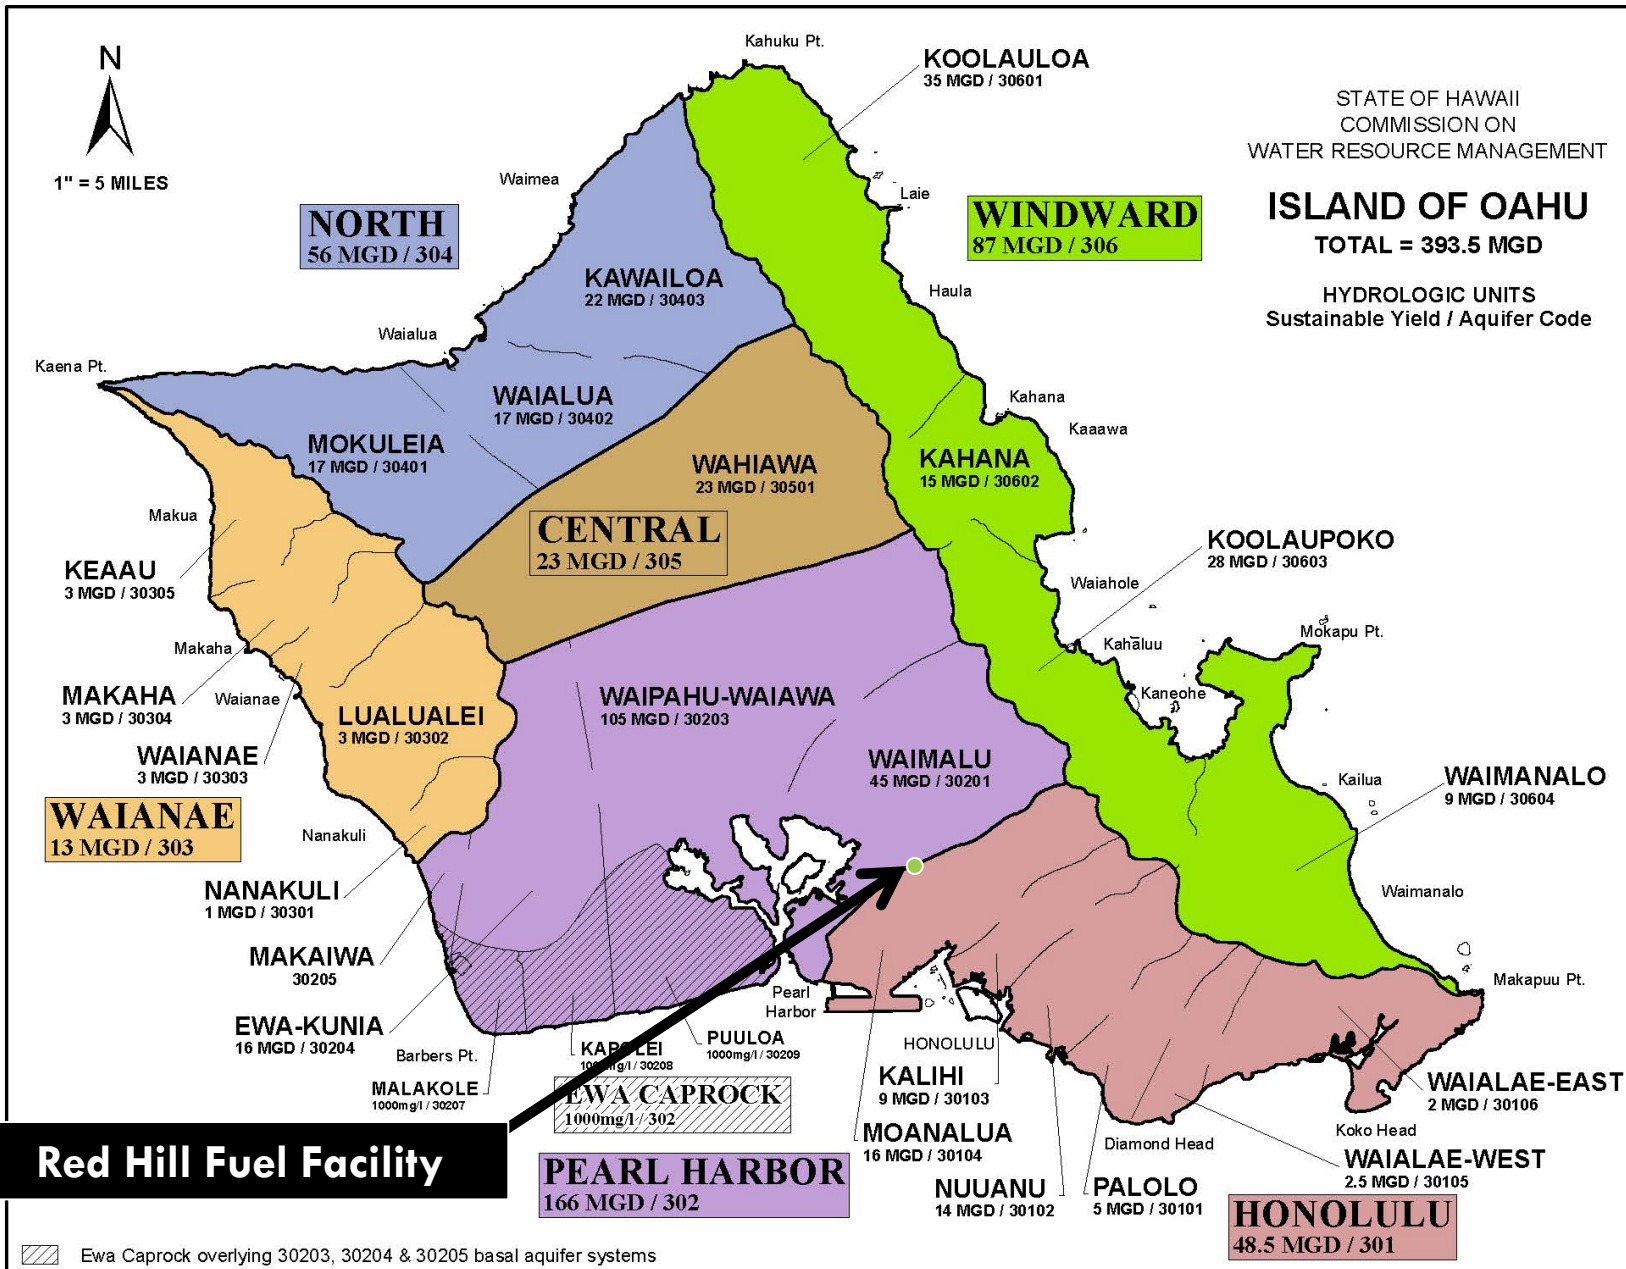 N
1" = 5 MILES
STATE OF HAWAII
COMMISSION ON
WATER RESOURCE MANAGEMENT
ISLAND OF OAHU
TOTAL = 393.5 MGD
HYDROLOGIC UNITS
Sustainable Yield / Aquifer Code
Kahuku Pt.
KOOLAULOA
35 MGD / 30601
Waimea
Laie
NORTH
56 MGD / 304
WINDWARD
87 MGD / 306
KAWAILOA
22 MGD / 30403
Haula
Waialua
Kaena Pt.
WAIALUA
17 MGD / 30402
Kahana
Kaaawa
MOKULEIA
17 MGD / 30401
WAHIAWA
23 MGD / 30501
KAHANA
15 MGD / 30602
Makua
CENTRAL
23 MGD / 305
KOOLAUPOKO
28 MGD / 30603
KEAAU
3 MGD / 30305
Waiahole
Makaha
Kahaluu
Mokapu Pt.
MAKAHA
3 MGD / 30304
Waianae
Kaneohe
WAIPAHU-WAIAWA
105 MGD / 30203
LUALUALEI
3 MGD / 30302
WAIANAE
3 MGD / 30303
WAIMALU
45 MGD / 30201
Kailua
WAIMANALO
9 MGD / 30604
WAIANAE
13 MGD / 303
Nanakuli
NANAKULI
1 MGD / 30301
Waimanalo
MAKAIWA
30205
Makapuu Pt.
Pearl
Harbor
EWA-KUNIA
16 MGD / 30204
Barbers Pt.
KAPOLEI
1000mg/l / 30208
PUULOA
1000mg/l / 30209
HONOLULU
MALAKOLE
1000mg/l / 30207
EWA CAPROCK
1000mg/l / 302
KALIHI
9 MGD / 30103
WAIALAE-EAST
2 MGD / 30106
MOANALUA
16 MGD / 30104
Diamond Head
Koko Head
WAIALAE-WEST
2.5 MGD / 30105
Red Hill Fuel Facility
PEARL HARBOR
166 MGD / 302
NUUANU
14 MGD / 30102
PALOLO
5 MGD / 30101
HONOLULU
48.5 MGD / 301
Ewa Caprock overlying 30203, 30204 & 30205 basal aquifer systems